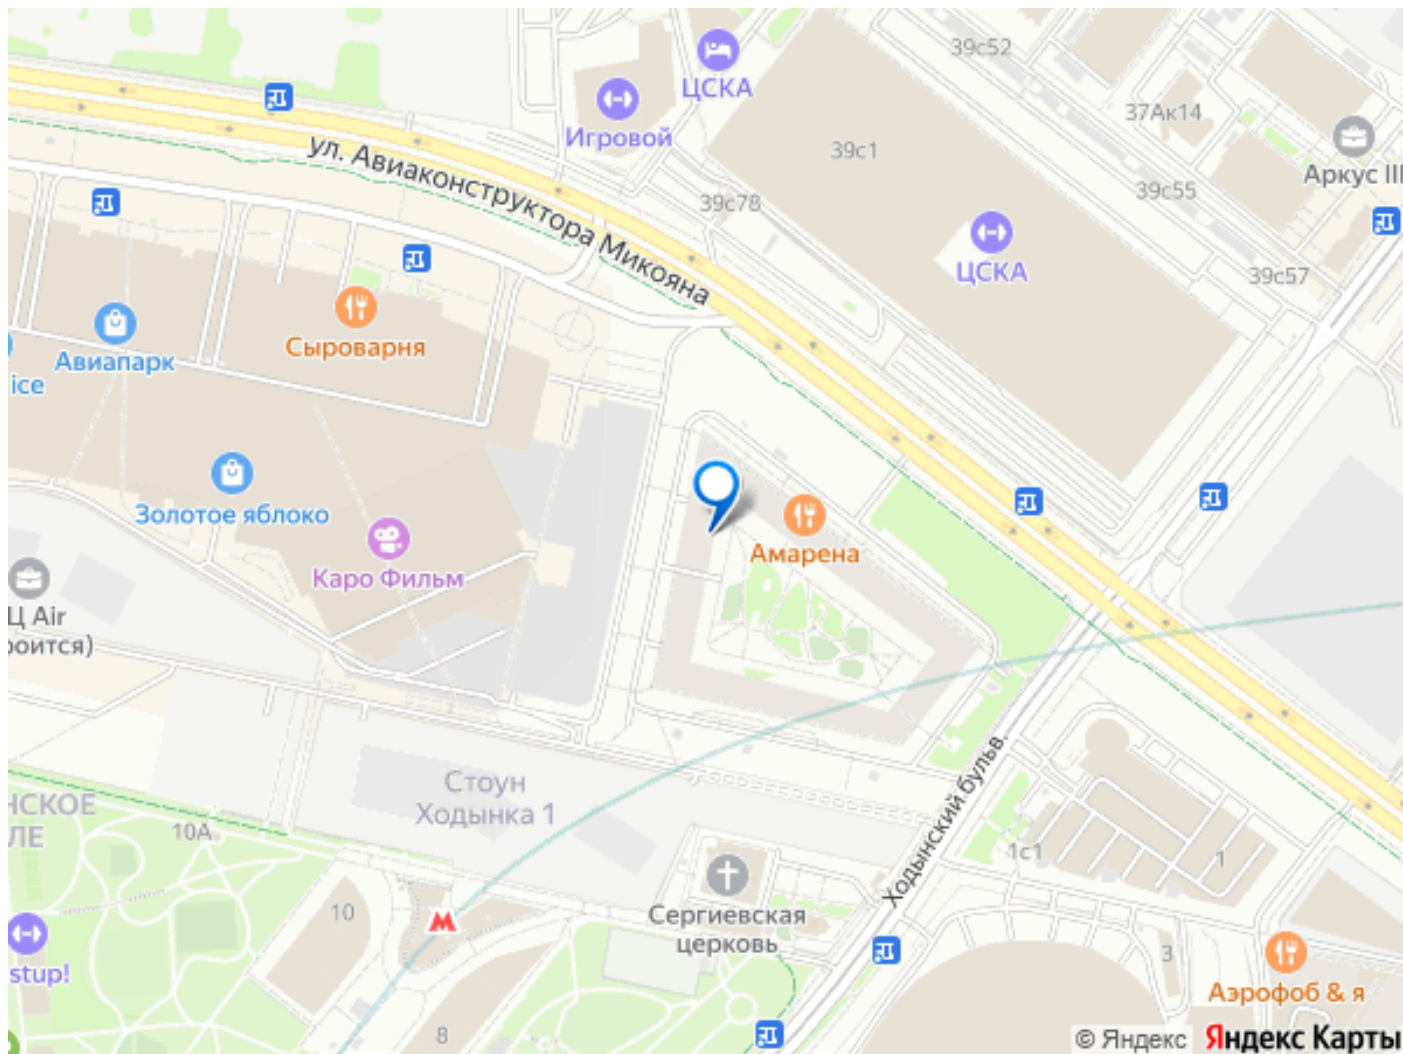 39с52
ЦСКА
37Ак14
Игровой
39с1
Аркус III
ул. Авиаконструктора Микояна
39с55
39с78
ЦСКА
39с57
Сыроварня
Авиапарк
ice
Золотое яблоко
Амарена
Каро Фильм
Ц Air
роится)
Стоун
Ходынка 1
Ходынский бульв.
НСКОЕ
ЛЕ
10А
1с1
1
10
М
Сергиевская
церковь
stup!
3
Аэрофоб & я
8
© Яндекс
Яндекс Карты